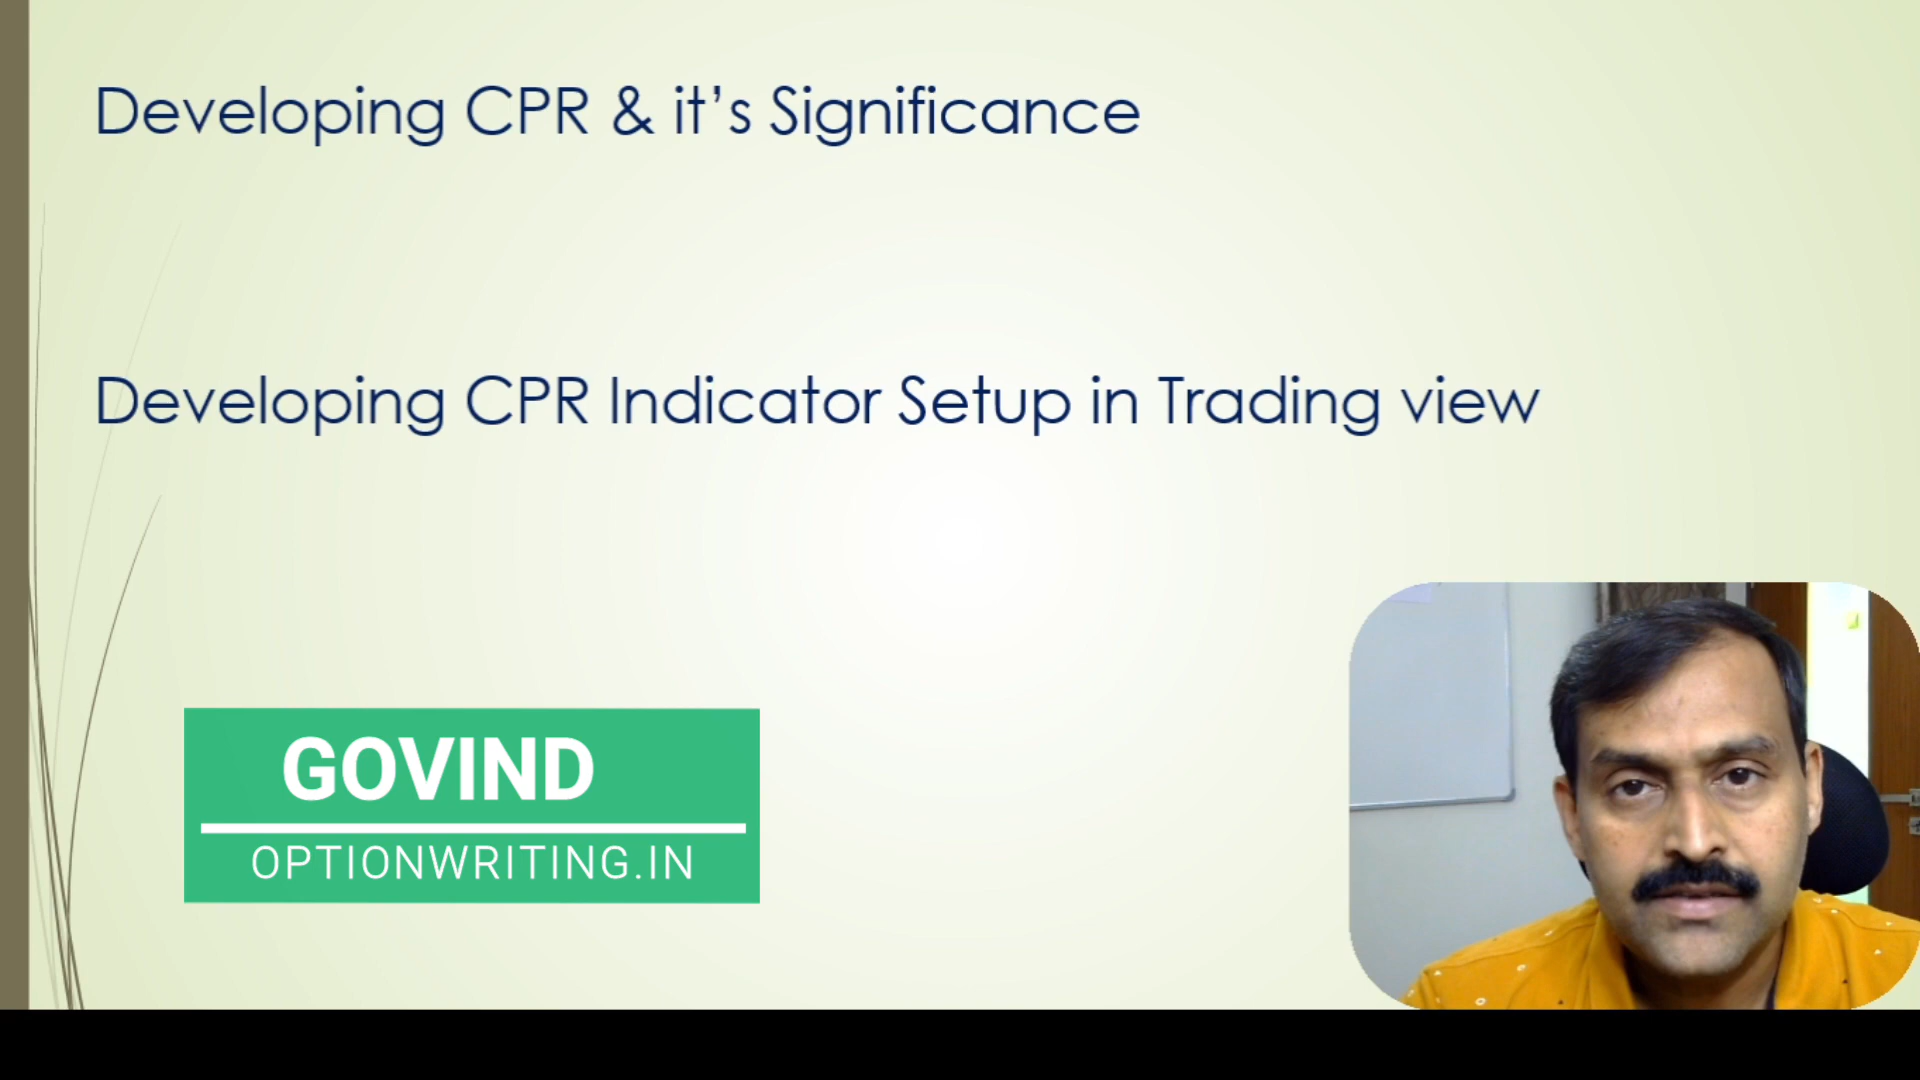 Developing CPR & it’s Significance
Developing CPR Indicator Setup in Trading view
GOVIND
OPTIONWRITING.IN